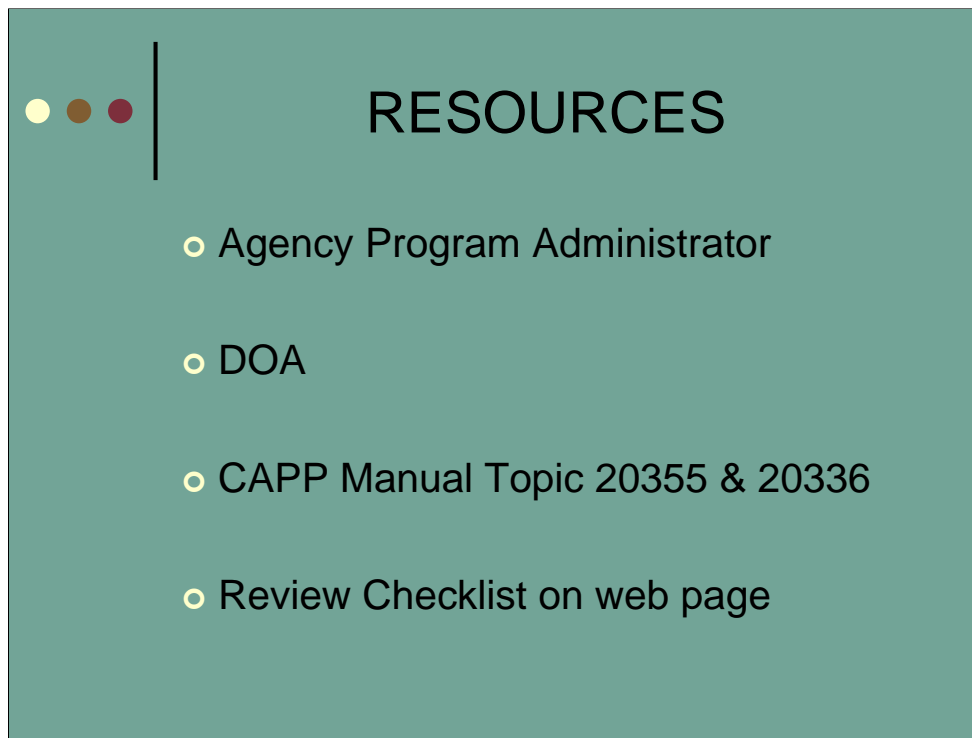 RESOURCES
Agency Program Administrator
DOA
CAPP Manual Topic 20355 & 20336
Review Checklist on web page